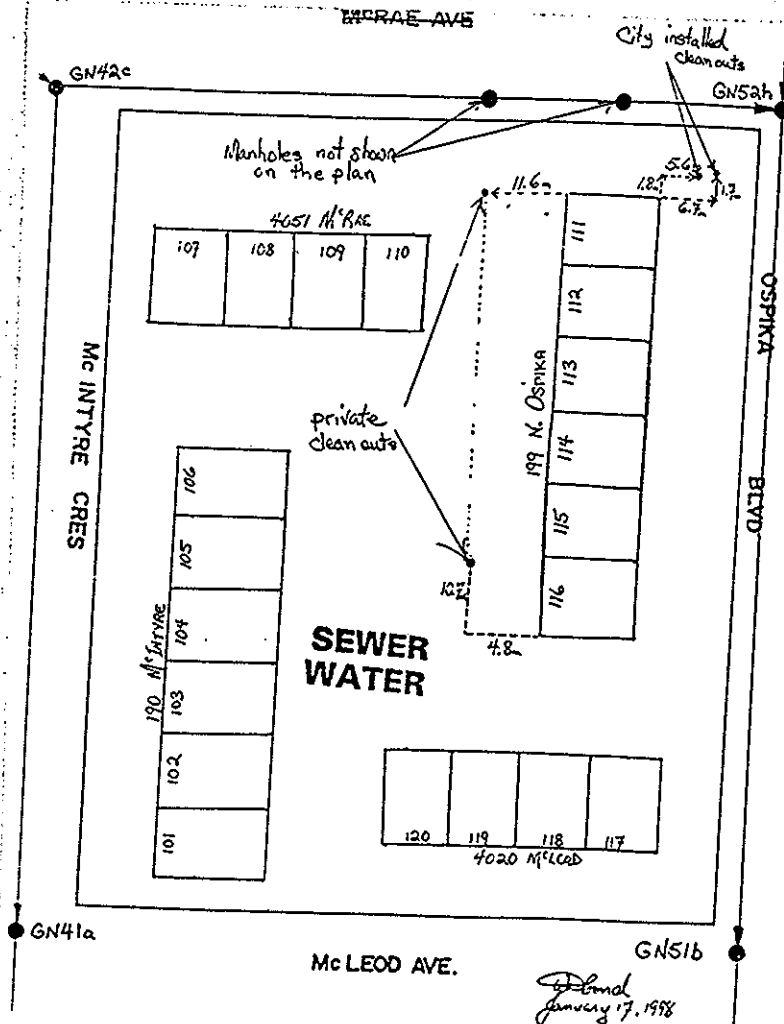 McRAE AVE
City installed
clean outs
GN42c
GN52h
Manholes not shown
on the plan
5.6
1.8m
1.7m
6.7m
11.6m
4051 McRAE
107
108
109
110
111
112
113
114
115
116
199 N. OSPIKA
OSPIKA
BLVD
Mc INTYRE CRES
private
clean outs
106
105
104
103
102
101
190 McINTYRE
SEWER
WATER
4.8m
120
119
118
117
4020 McLEOD
GN41a
GN51b
Mc LEOD AVE.
January 17, 1998